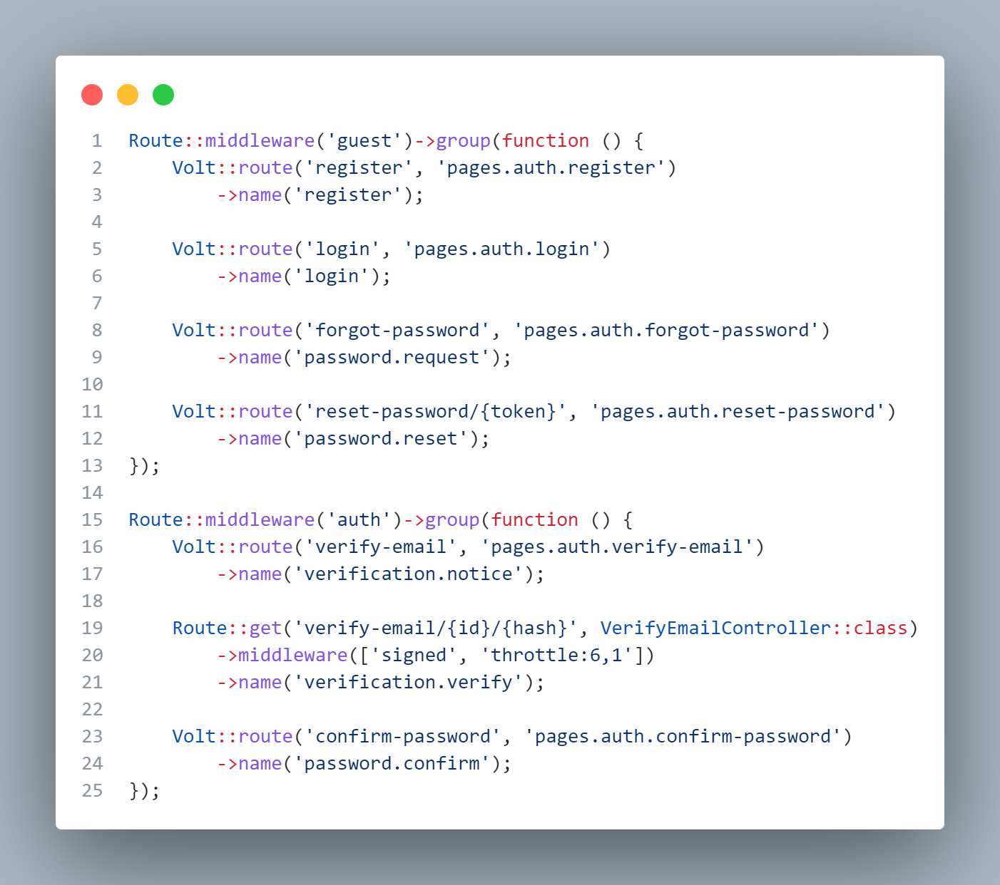 1 Route::middleware('guest')->group(function () {
2     Volt::route('register', 'pages.auth.register')
3         ->name('register');
4
5     Volt::route('login', 'pages.auth.login')
6         ->name('login');
7
8     Volt::route('forgot-password', 'pages.auth.forgot-password')
9         ->name('password.request');
10
11     Volt::route('reset-password/{token}', 'pages.auth.reset-password')
12         ->name('password.reset');
13 });
14
15 Route::middleware('auth')->group(function () {
16     Volt::route('verify-email', 'pages.auth.verify-email')
17         ->name('verification.notice');
18
19     Route::get('verify-email/{id}/{hash}', VerifyEmailController::class)
20         ->middleware(['signed', 'throttle:6,1'])
21         ->name('verification.verify');
22
23     Volt::route('confirm-password', 'pages.auth.confirm-password')
24         ->name('password.confirm');
25 });